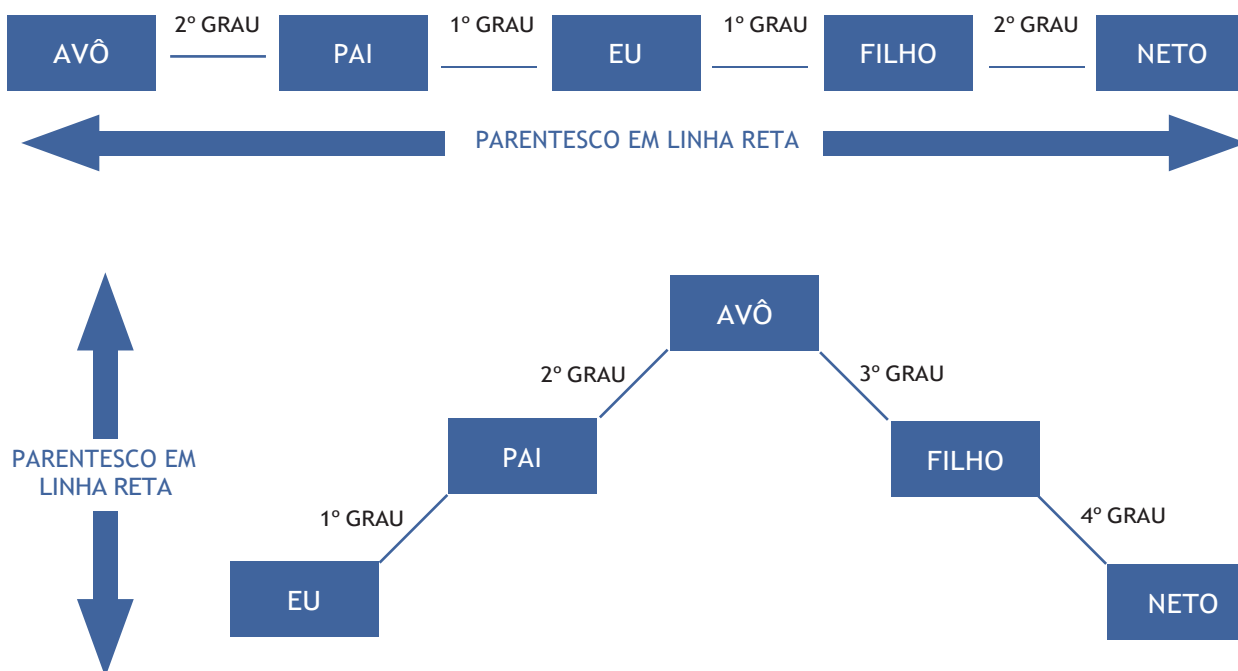 2º GRAU 1º GRAU 1º GRAU 2º GRAU
AVÔ PAI EU FILHO NETO
PARENTESCO EM LINHA RETA
AVÔ
2º GRAU 3º GRAU
PAI FILHO
PARENTESCO EM
LINHA RETA
1º GRAU 4º GRAU
EU NETO